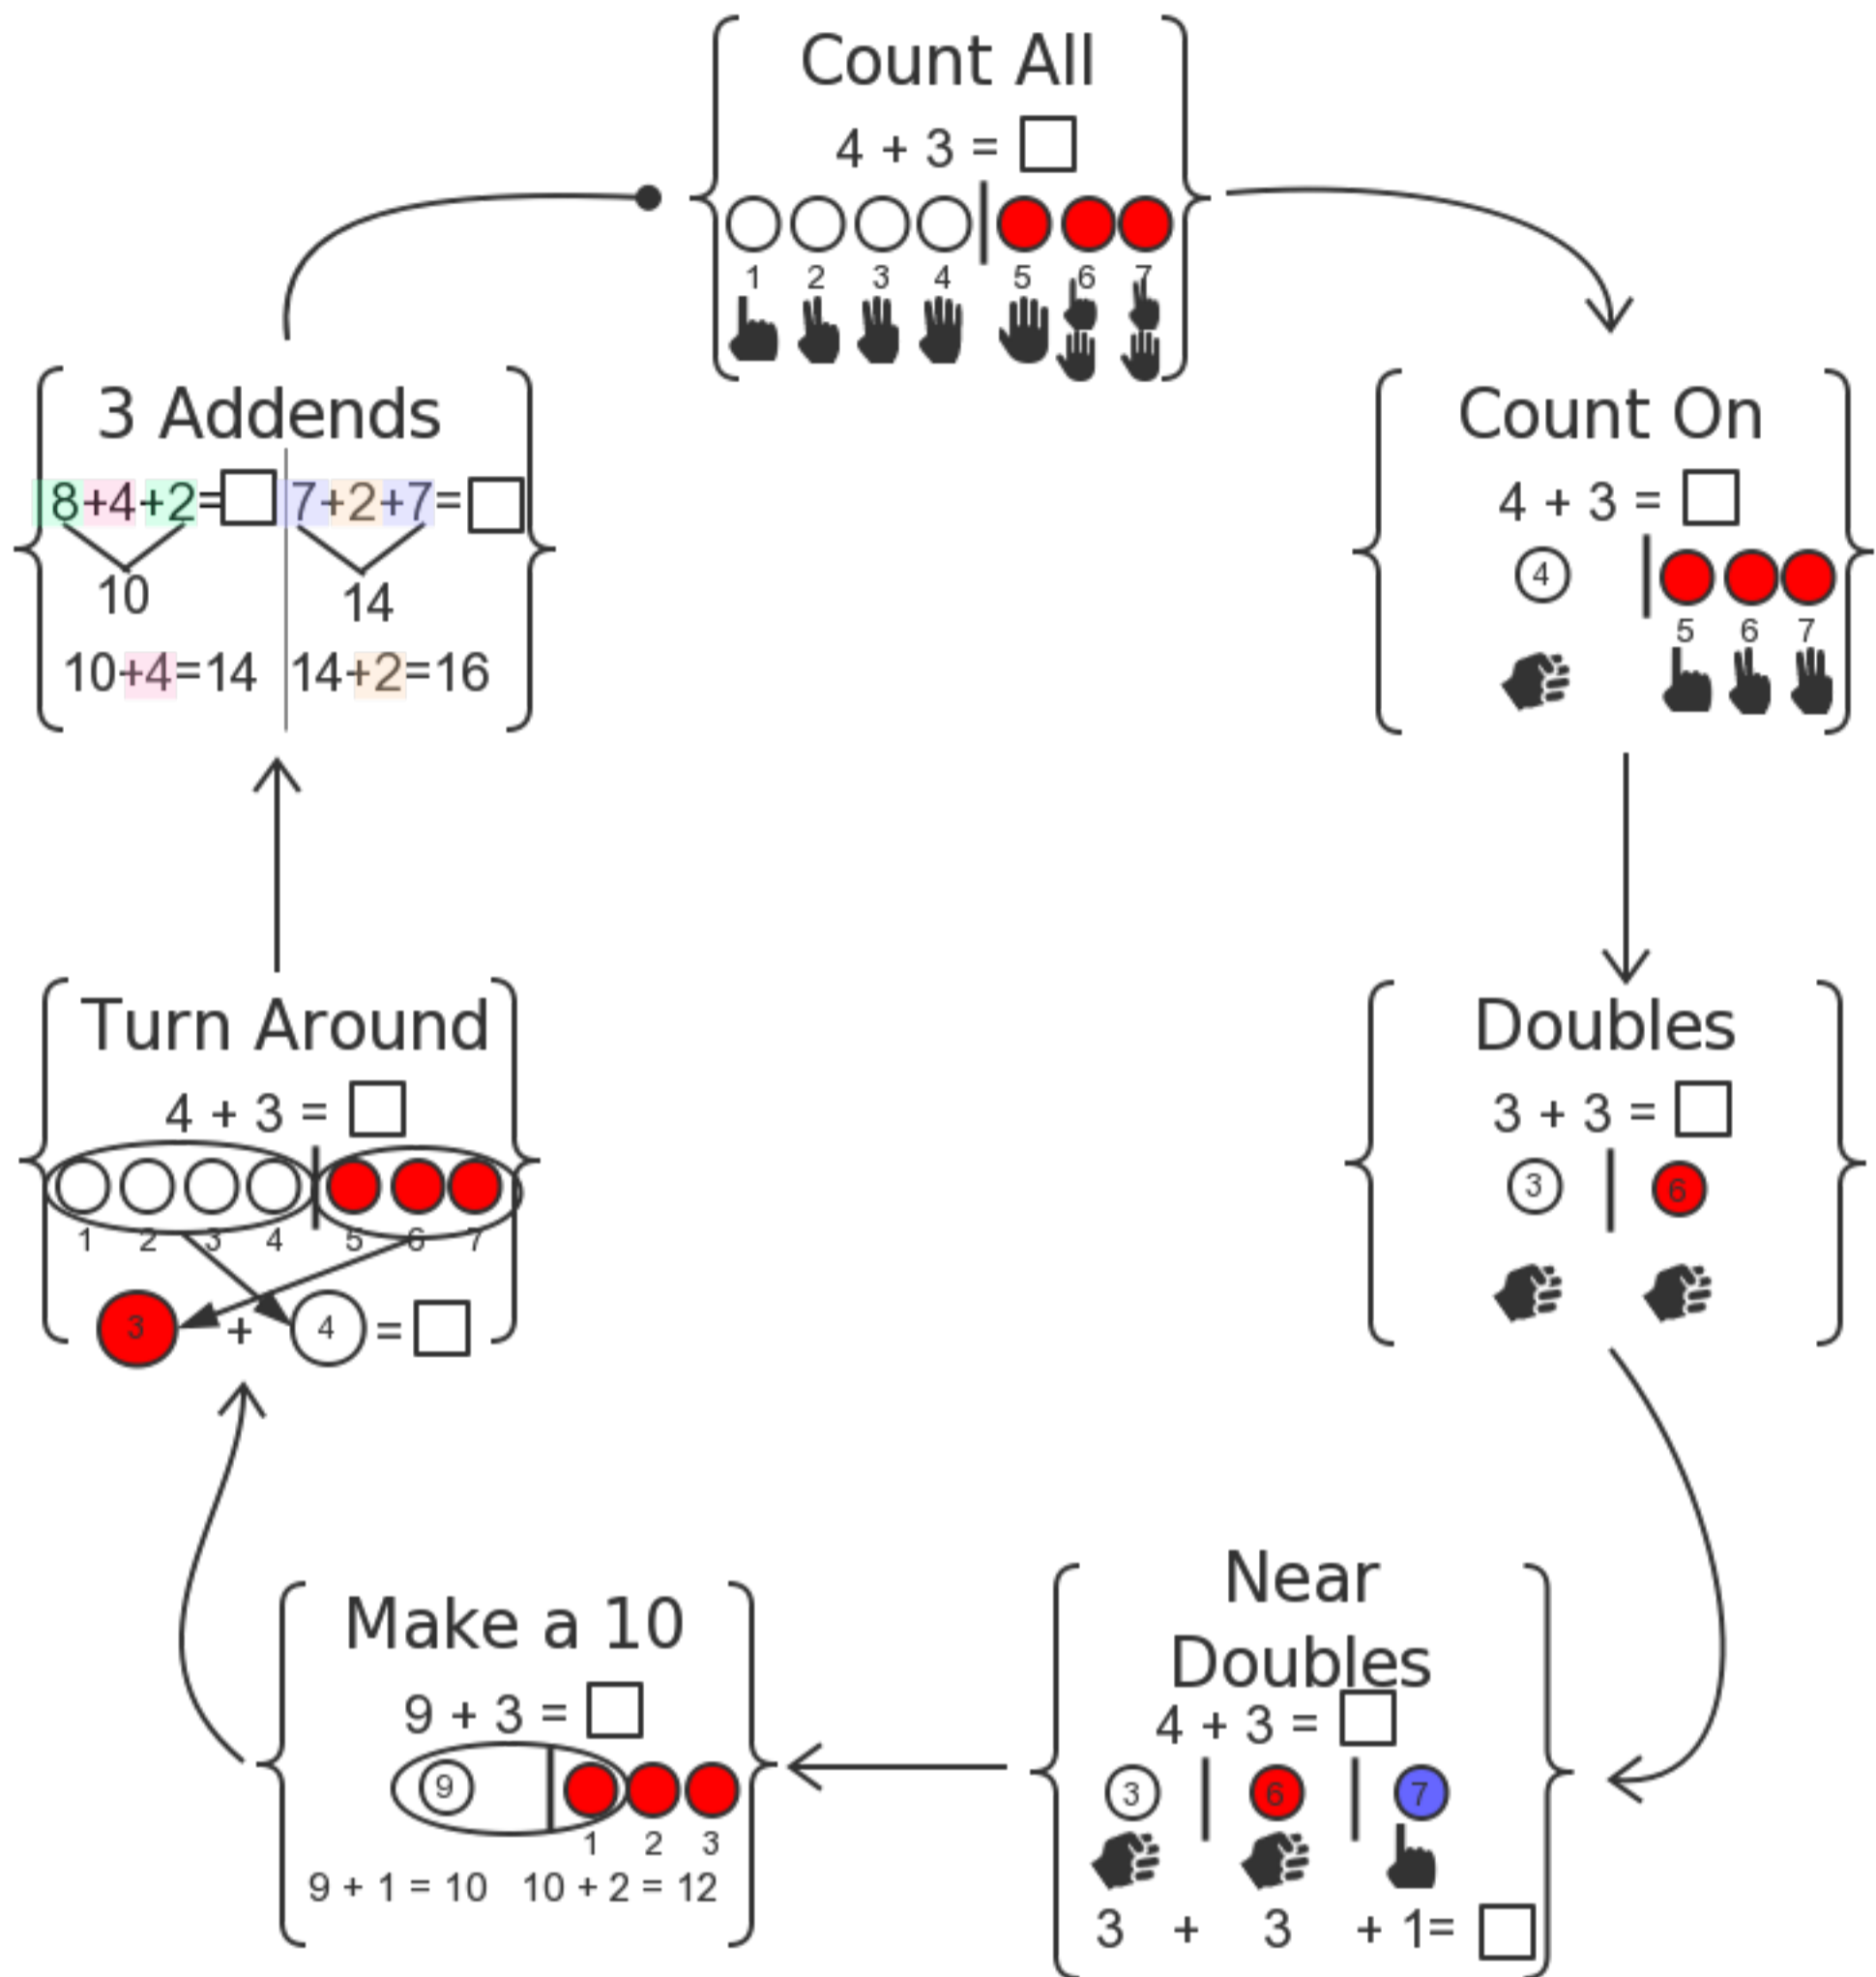 Count All
4 + 3 =
1 2 3 4 5 6 7
Count On
4 + 3 =
4
5 6 7
Doubles
3 + 3 =
3 6
Near
Doubles
4 + 3 =
3 6 7
3 + 3 + 1=
Make a 10
9 + 3 =
9
1 2 3
9 + 1 = 10 10 + 2 = 12
Turn Around
4 + 3 =
1 2 3 4 5 6 7
3 + 4 =
3 Addends
8+4+2= 7+2+7=
10 14
10+4=14 14+2=16